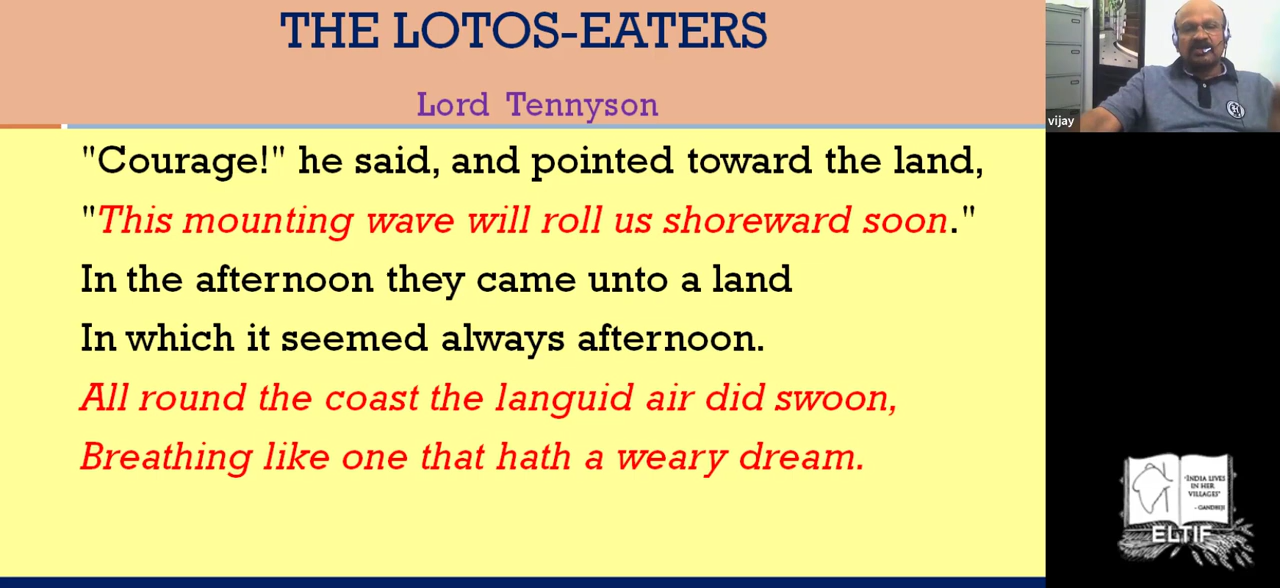 THE LOTOS-EATERS
Lord Tennyson
"Courage!" he said, and pointed toward the land,
"This mounting wave will roll us shoreward soon."
In the afternoon they came unto a land
In which it seemed always afternoon.
All round the coast the languid air did swoon,
Breathing like one that hath a weary dream.
vijay
"INDIA LIVES
IN HER
VILLAGES"
- GANDHIJI
ELTIF